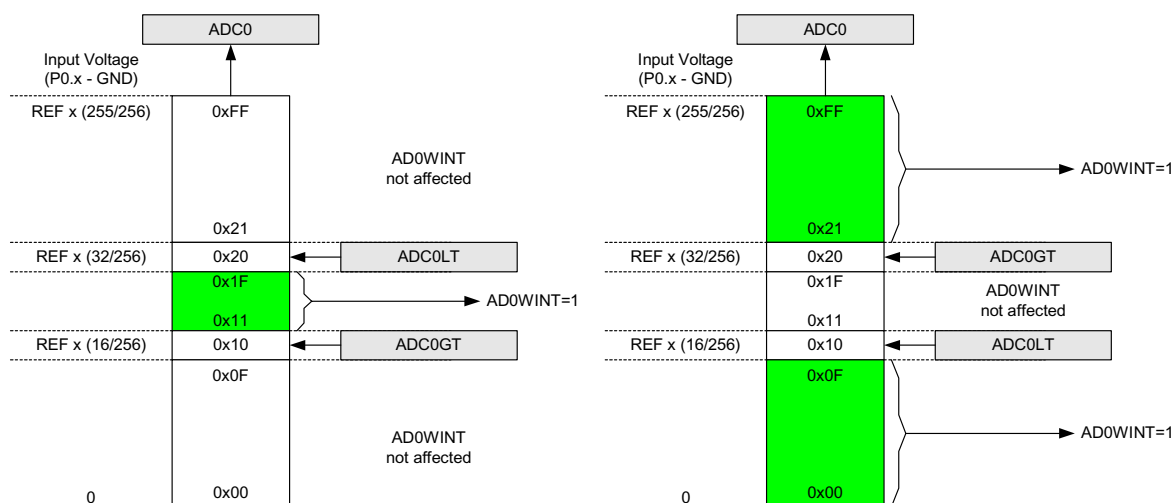 ADC0
Input Voltage
(P0.x - GND)
REF x (255/256)
0xFF
AD0WINT
not affected
0x21
REF x (32/256)
0x20
ADC0LT
0x1F
AD0WINT=1
0x11
REF x (16/256)
0x10
ADC0GT
0x0F
AD0WINT
not affected
0
0x00
ADC0
Input Voltage
(P0.x - GND)
REF x (255/256)
0xFF
AD0WINT=1
0x21
REF x (32/256)
0x20
ADC0GT
0x1F
AD0WINT
not affected
0x11
REF x (16/256)
0x10
ADC0LT
0x0F
AD0WINT=1
0
0x00